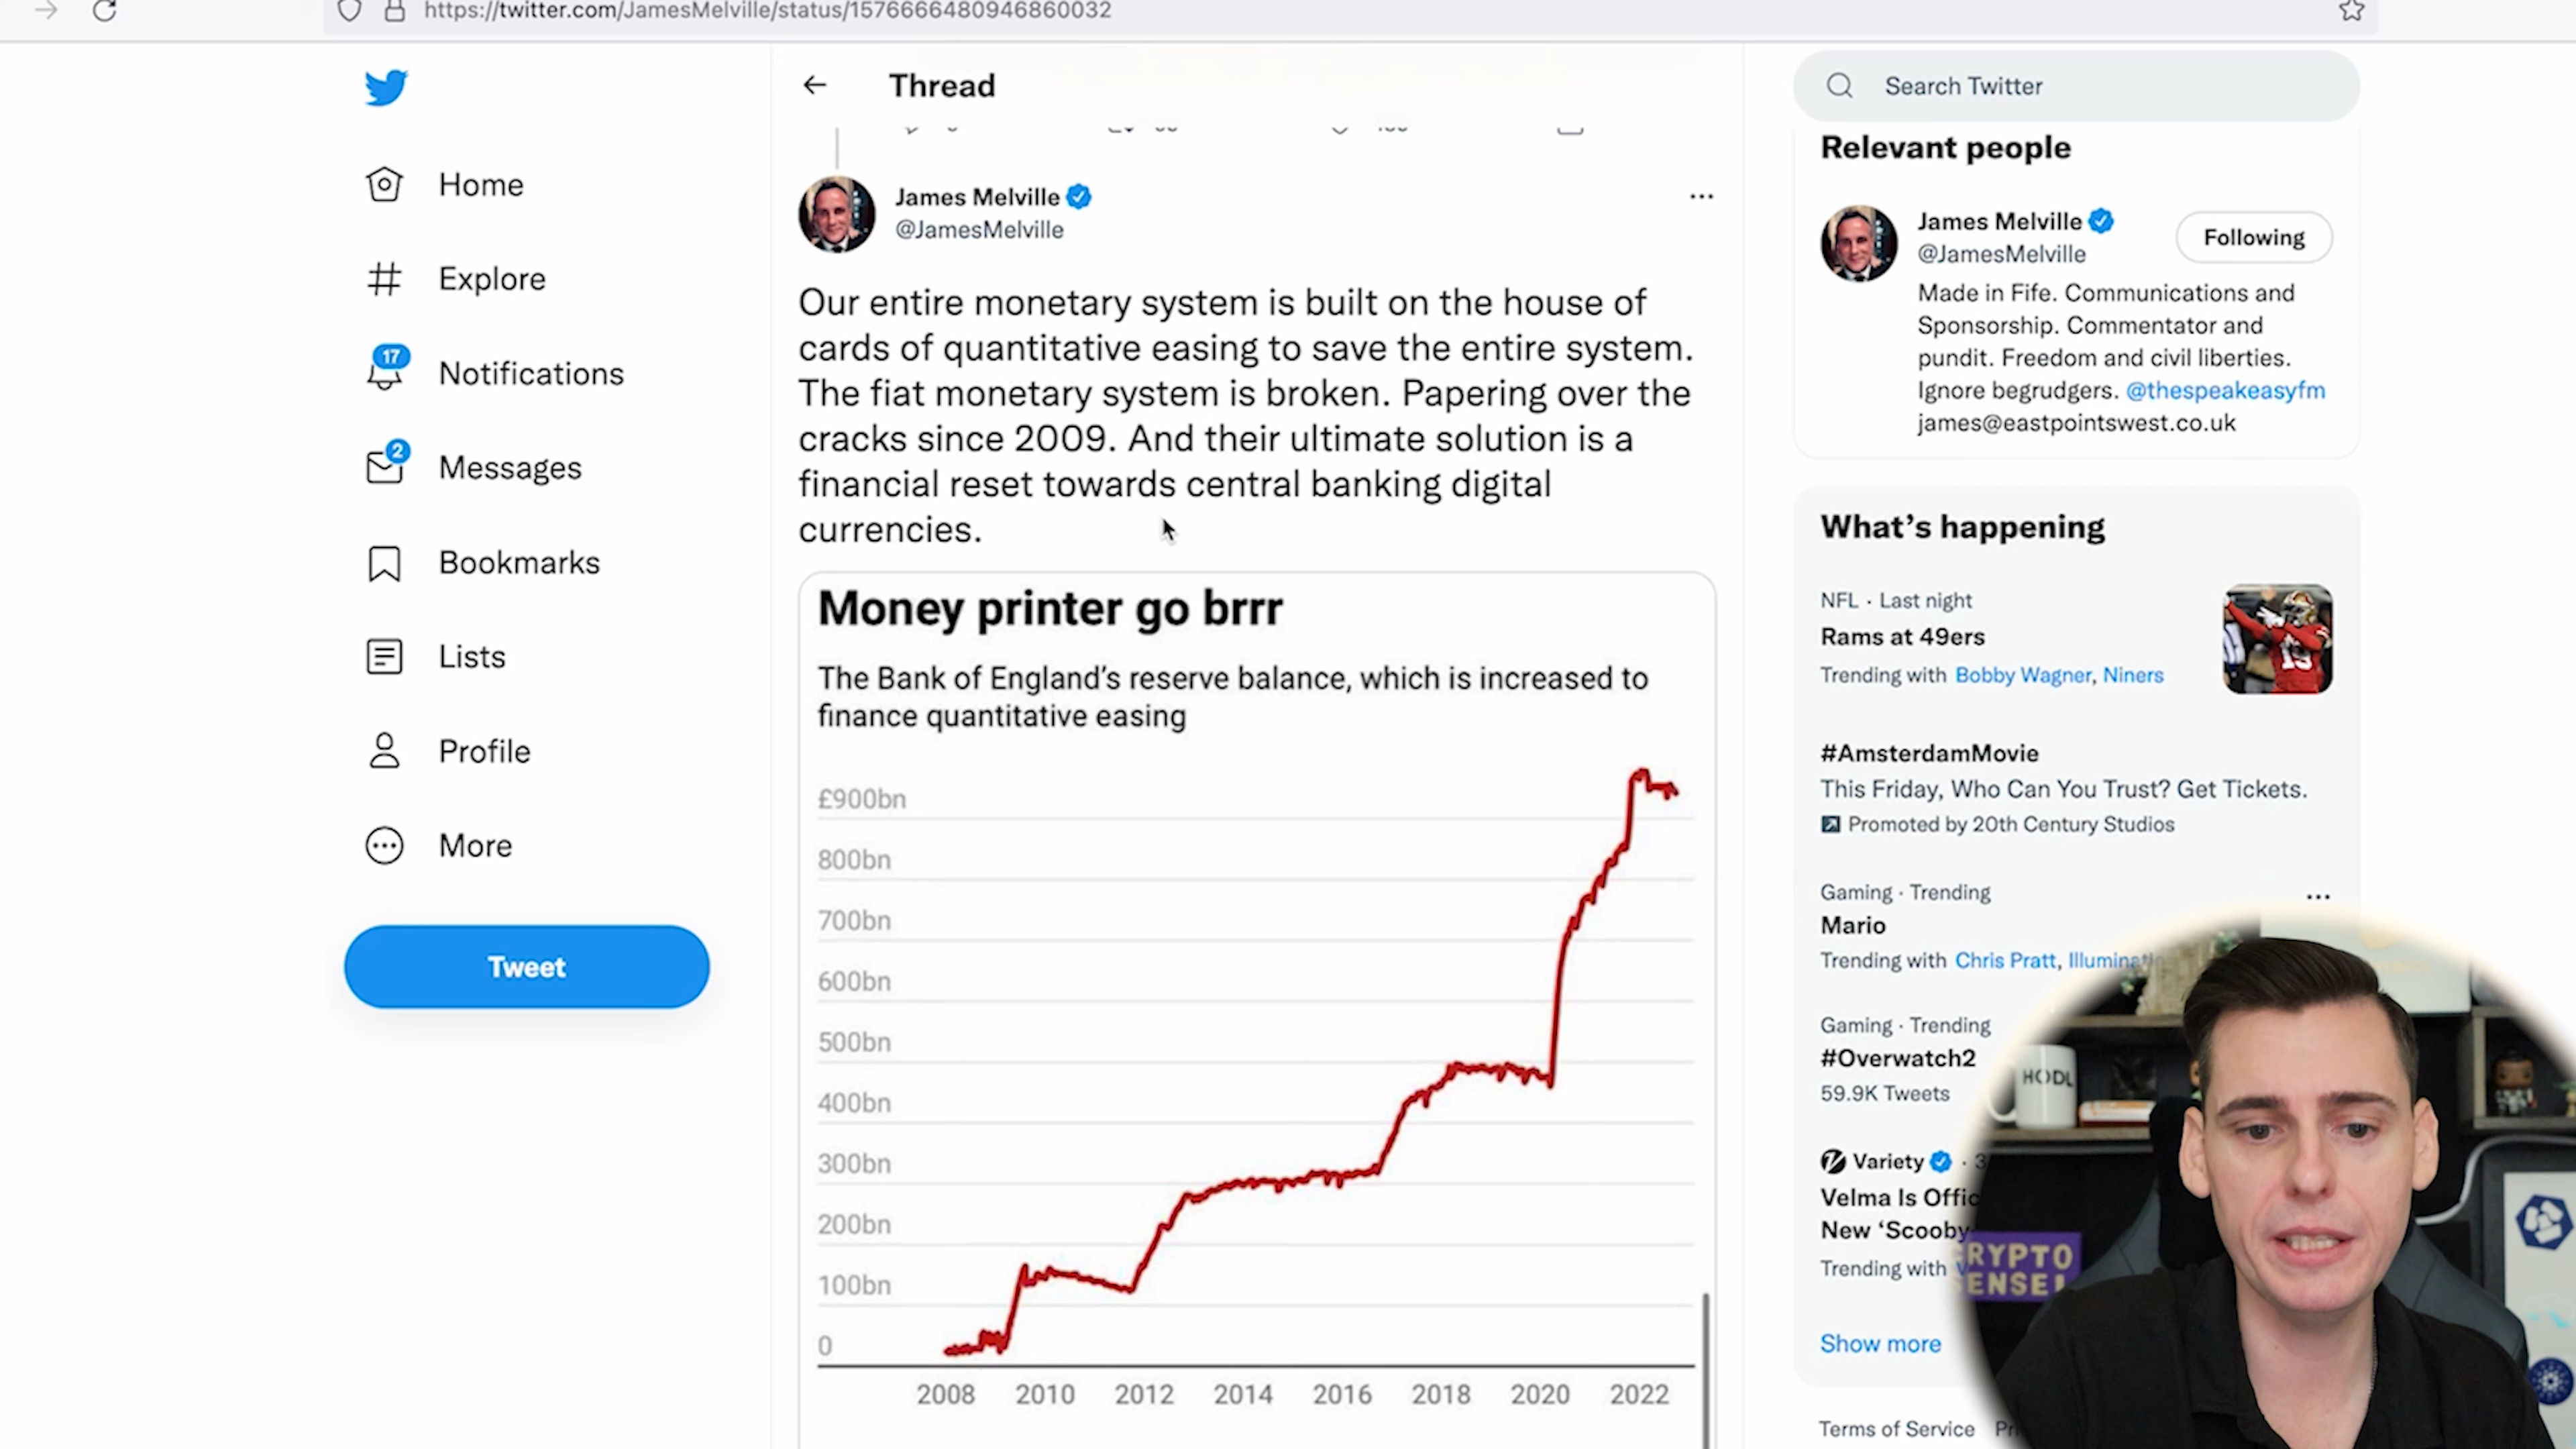 https://twitter.com/JamesMelville/status/1576666480946860032
Thread
Search Twitter
Home
Explore
17
Notifications
2
Messages
Bookmarks
Lists
Profile
More
Tweet
James Melville
@JamesMelville
Our entire monetary system is built on the house of
cards of quantitative easing to save the entire system.
The fiat monetary system is broken. Papering over the
cracks since 2009. And their ultimate solution is a
financial reset towards central banking digital
currencies.
Money printer go brrr
The Bank of England's reserve balance, which is increased to
finance quantitative easing
£900bn
800bn
700bn
600bn
500bn
400bn
300bn
200bn
100bn
0
2008 2010 2012 2014 2016 2018 2020 2022
Relevant people
James Melville
Following
@JamesMelville
Made in Fife. Communications and
Sponsorship. Commentator and
pundit. Freedom and civil liberties.
Ignore begrudgers. @thespeakeasyfm
james@eastpointswest.co.uk
What's happening
NFL · Last night
Rams at 49ers
Trending with Bobby Wagner, Niners
#AmsterdamMovie
This Friday, Who Can You Trust? Get Tickets.
Promoted by 20th Century Studios
Gaming · Trending
Mario
Trending with Chris Pratt,
Gaming · Trending
#Overwatch2
59.9K Tweets
HODL
Variety
Velma Is
New 'Scooby
Trending with
RYPTO
ENSEI
Show more
Terms of Service